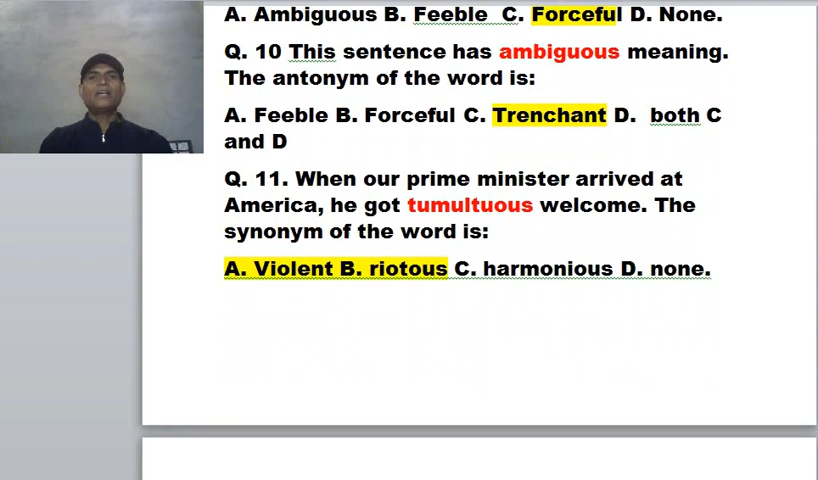 A. Ambiguous B. Feeble C. Forceful D. None.
Q. 10 This sentence has ambiguous meaning.
The antonym of the word is:
A. Feeble B. Forceful C. Trenchant D. both C
and D
Q. 11. When our prime minister arrived at
America, he got tumultuous welcome. The
synonym of the word is:
A. Violent B. riotous C. harmonious D. none.